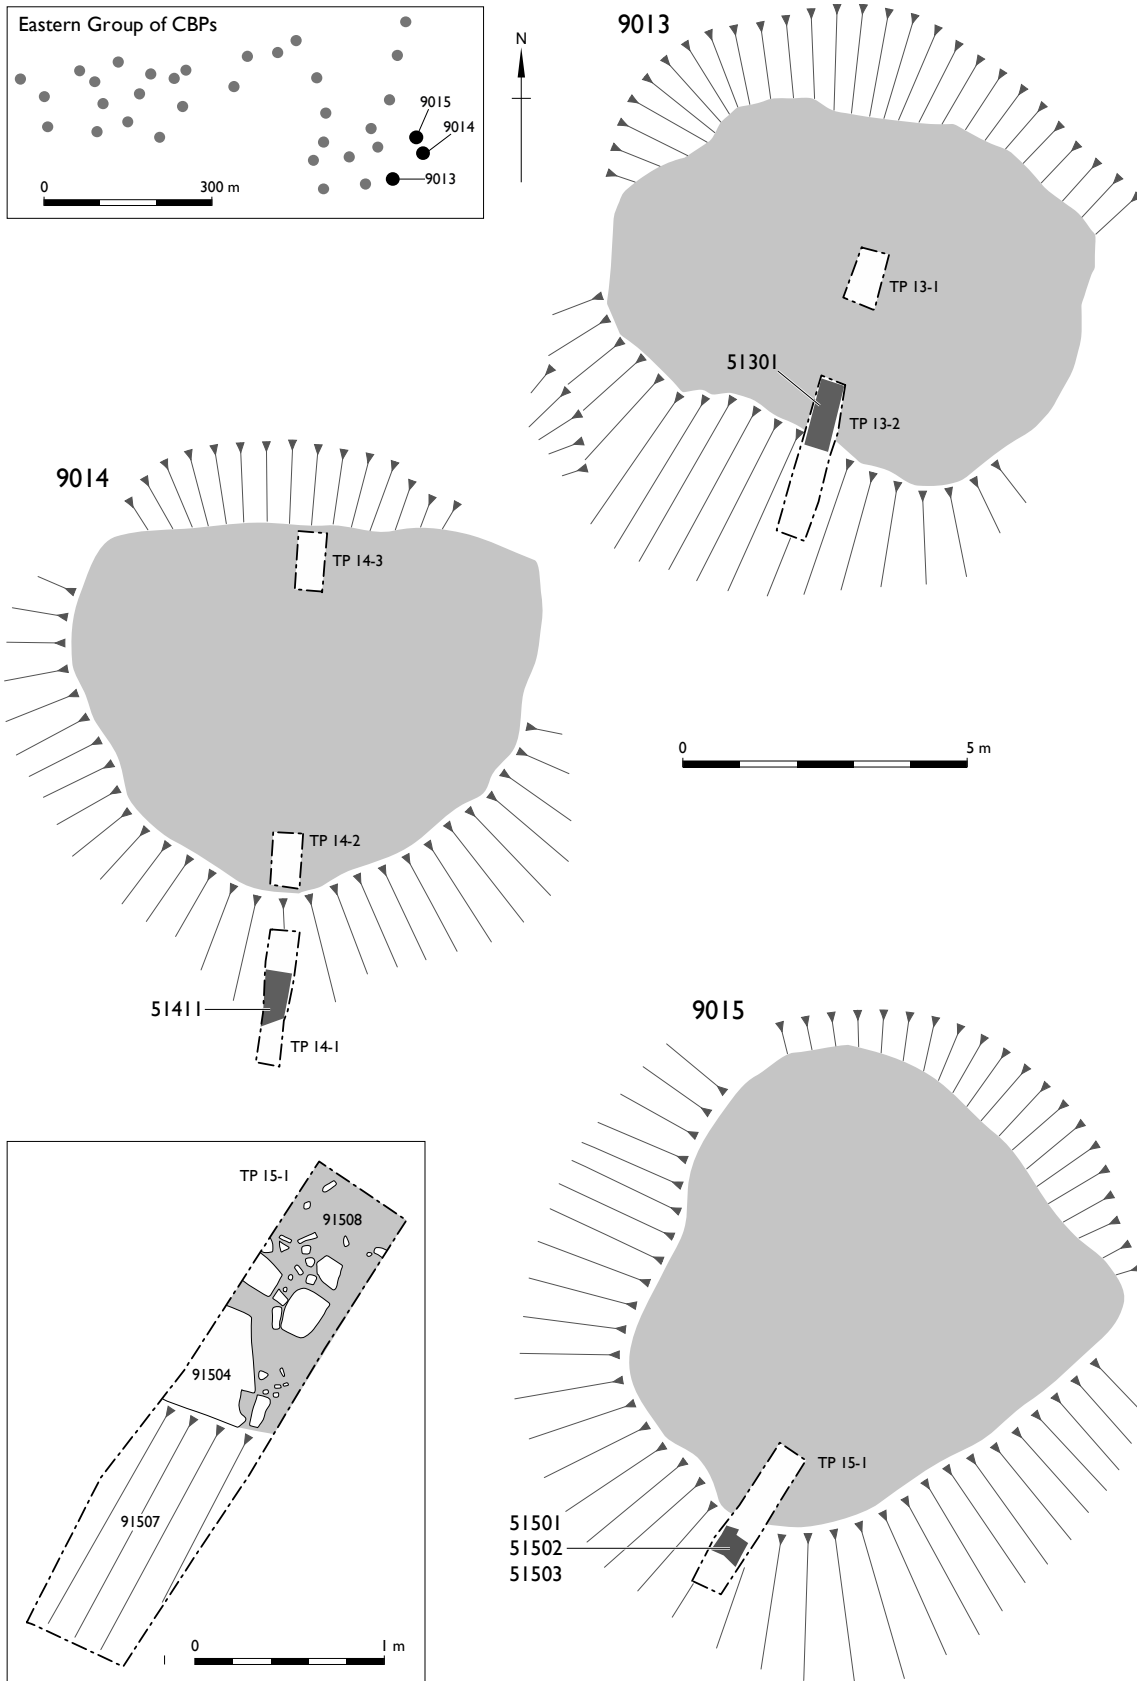 Eastern Group of CBPs
9015
9014
9013
0 300 m
N
9013
TP 13-1
51301
TP 13-2
9014
TP 14-3
TP 14-2
51411
TP 14-1
0 5 m
9015
TP 15-1
51501
51502
51503
TP 15-1
91508
91504
91507
0 1 m